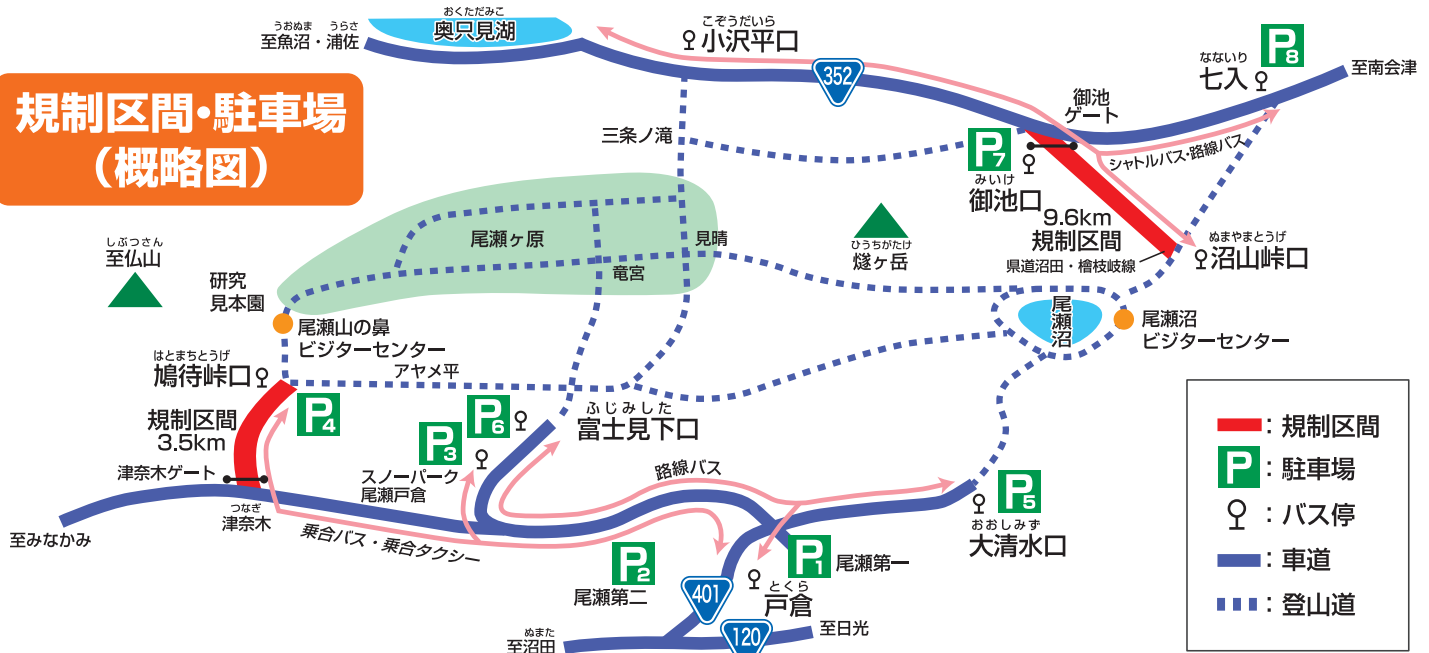 規制区間・駐車場
（概略図）
うおぬま うらさ
至魚沼・浦佐
おくただみこ
奥只見湖
こぞうだいら
小沢平口
352
なないり
七入
P8
至南会津
御池
ゲート
三条ノ滝
P7
みいけ
御池口
シャトルバス・路線バス
9.6km
規制区間
県道沼田・檜枝岐線
ぬまやまとうげ
沼山峠口
しぶつさん
至仏山
尾瀬ヶ原
見晴
竜宮
ひうちがたけ
燧ヶ岳
研究
見本園
尾瀬山の鼻
ビジターセンター
尾瀬沼
尾瀬沼
ビジターセンター
はとまちとうげ
鳩待峠口
アヤメ平
P4
規制区間
3.5km
P6
P3
ふじみした
富士見下口
スノーパーク
尾瀬戸倉
津奈木ゲート
つなぎ
津奈木
至みなかみ
乗合バス・乗合タクシー
路線バス
P5
おおしみず
大清水口
P2
尾瀬第二
P1
尾瀬第一
とくら
戸倉
401
120
ぬまた
至沼田
至日光
：規制区間
P：駐車場
：バス停
：車道
：登山道